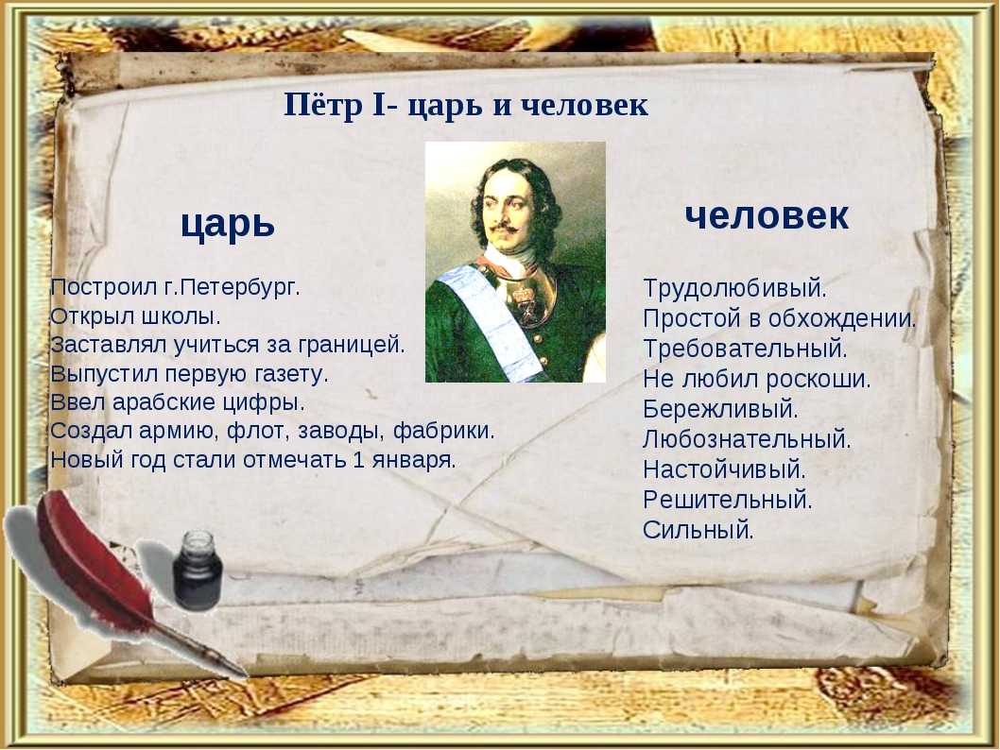 Пётр I- царь и человек
царь
Построил г.Петербург.
Открыл школы.
Заставлял учиться за границей.
Выпустил первую газету.
Ввел арабские цифры.
Создал армию, флот, заводы, фабрики.
Новый год стали отмечать 1 января.
человек
Трудолюбивый.
Простой в обхождении.
Требовательный.
Не любил роскоши.
Бережливый.
Любознательный.
Настойчивый.
Решительный.
Сильный.